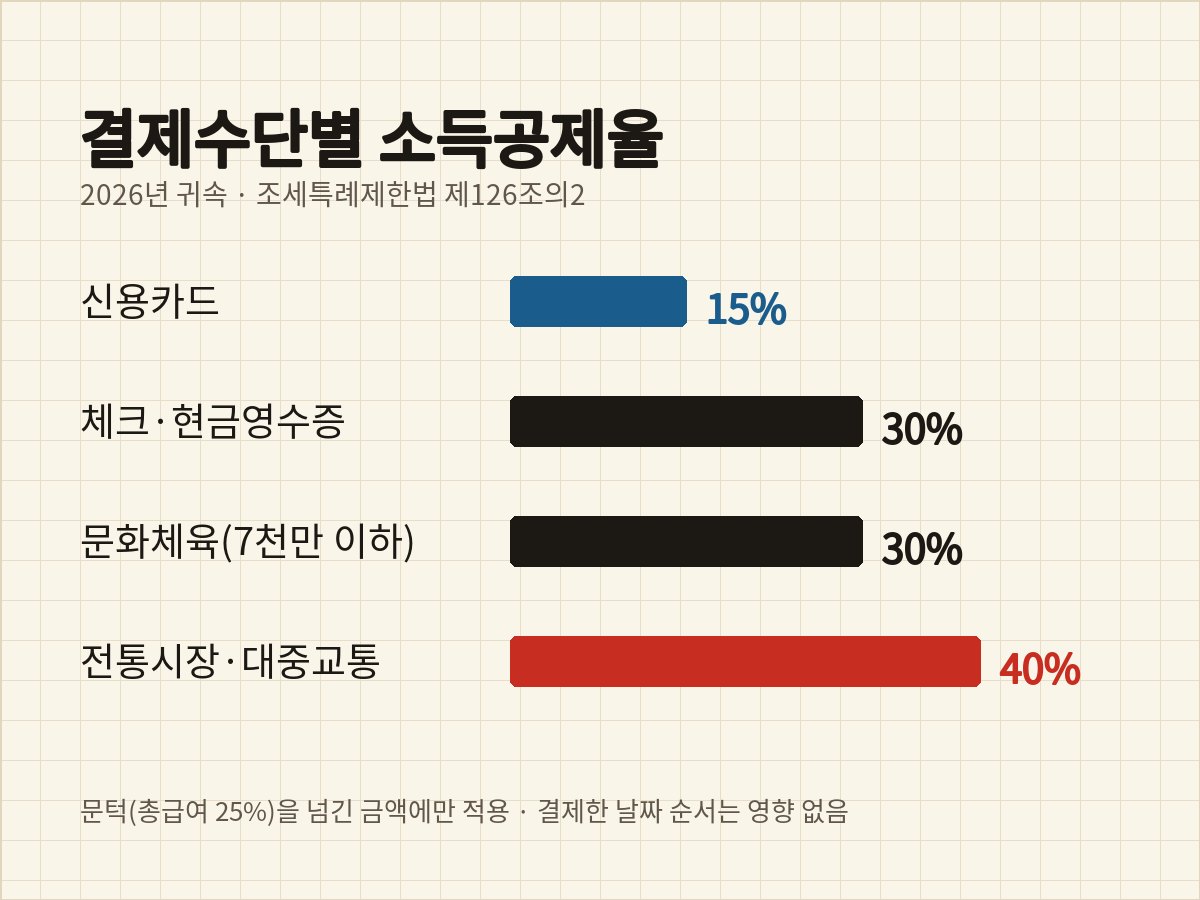 결제수단별 소득공제율
2026년 귀속 · 조세특례제한법 제126조의2
신용카드 15%
체크·현금영수증 30%
문화체육(7천만 이하) 30%
전통시장·대중교통 40%
문턱(총급여 25%)을 넘긴 금액에만 적용 · 결제한 날짜 순서는 영향 없음